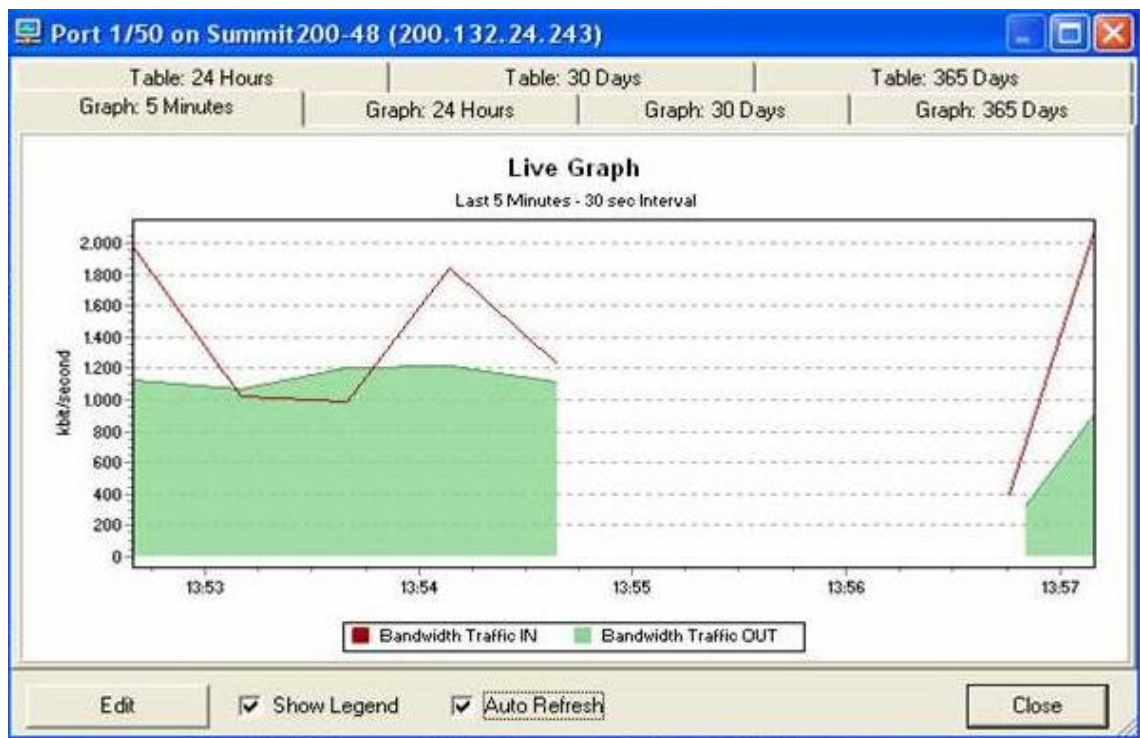 Port 1/50 on Summit200-48 (200.132.24.243)
Table: 24 Hours
Table: 30 Days
Table: 365 Days
Graph: 5 Minutes
Graph: 24 Hours
Graph: 30 Days
Graph: 365 Days
Live Graph
Last 5 Minutes - 30 sec Interval
kbit/second
2.000
1.800
1.600
1.400
1.200
1.000
800
600
400
200
0
13:53
13:54
13:55
13:56
13:57
Bandwidth Traffic IN
Bandwidth Traffic OUT
Edit
Show Legend
Auto Refresh
Close